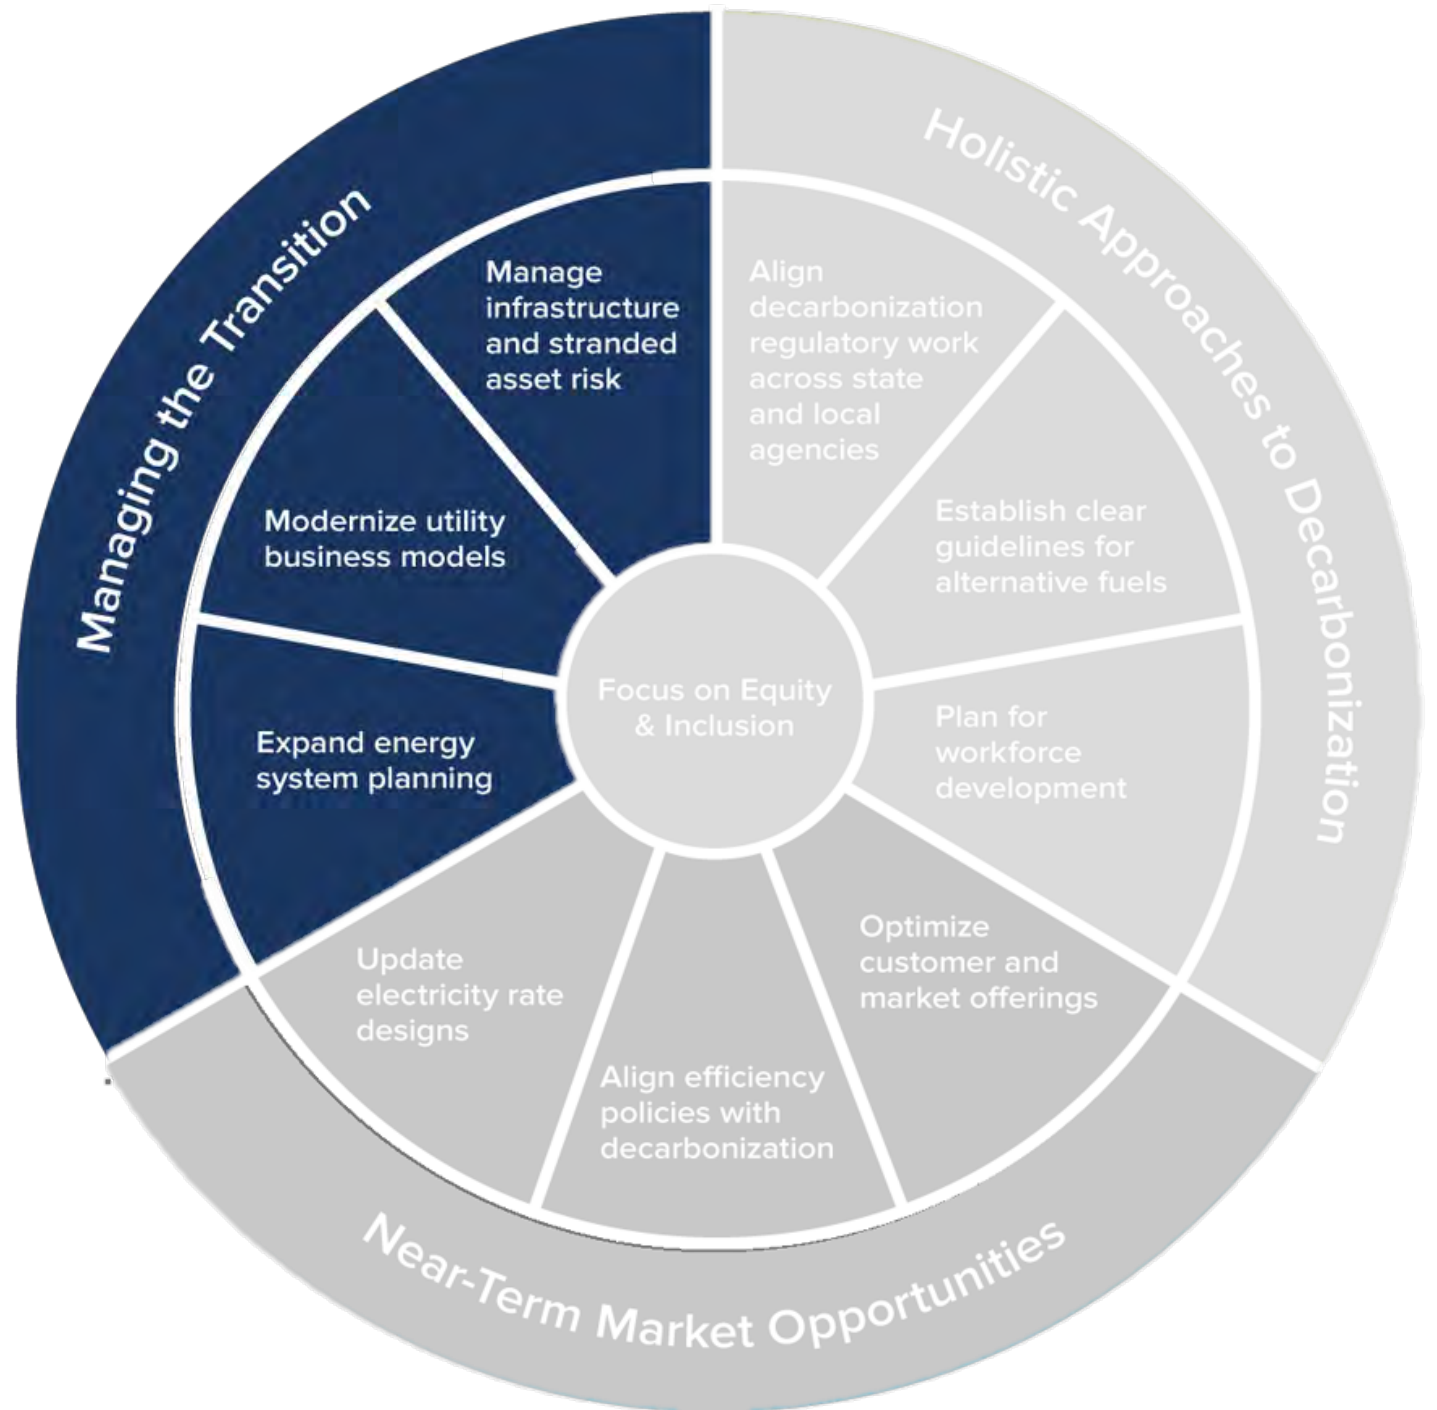 Managing the Transition
Manage
infrastructure
and stranded
asset risk
Modernize utility
business models
Expand energy
system planning
Holistic Approaches to Decarbonization
Align
decarbonization
regulatory work
across state
and local
agencies
Establish clear
guidelines for
alternative fuels
Plan for
workforce
development
Focus on Equity
& Inclusion
Near-Term Market Opportunities
Update
electricity rate
designs
Align efficiency
policies with
decarbonization
Optimize
customer and
market offerings